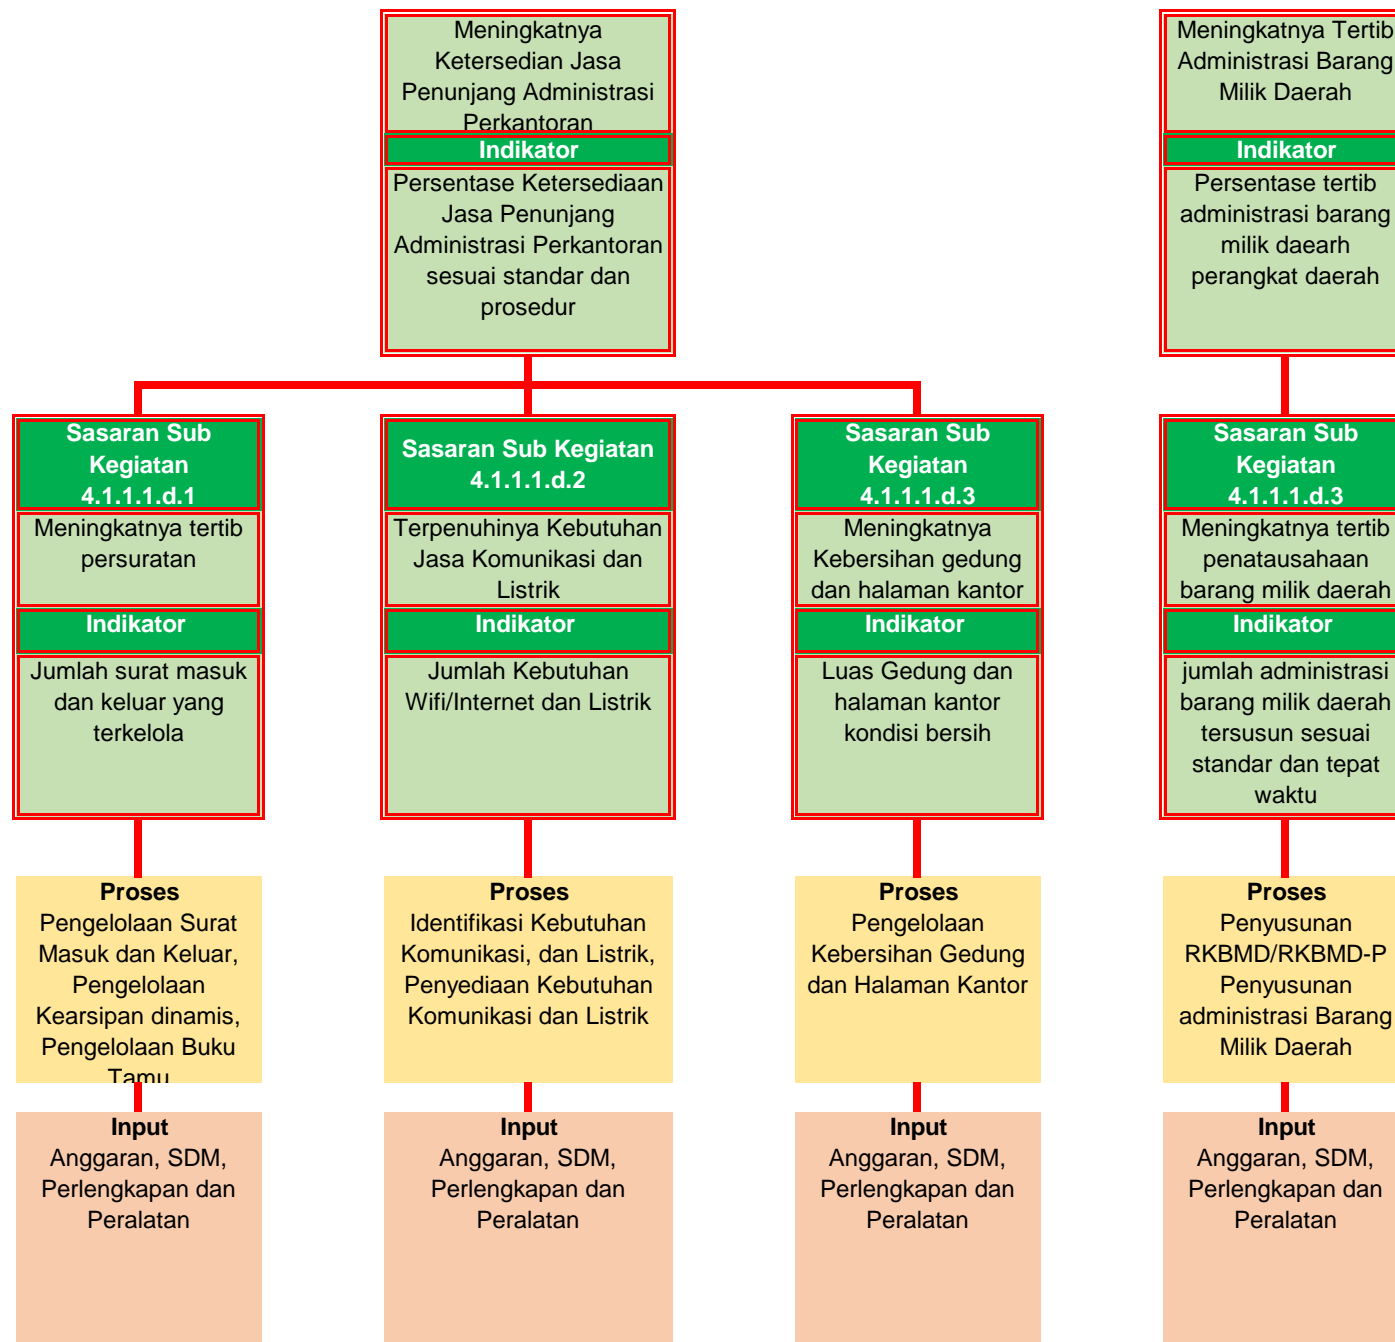 Meningkatnya
Ketersedian Jasa
Penunjang Administrasi
Perkantoran
Indikator
Persentase Ketersediaan
Jasa Penunjang
Administrasi Perkantoran
sesuai standar dan
prosedur
Meningkatnya Tertib
Administrasi Barang
Milik Daerah
Indikator
Persentase tertib
administrasi barang
milik daearh
perangkat daerah
Sasaran Sub
Kegiatan
4.1.1.1.d.1
Meningkatnya tertib
persuratan
Indikator
Jumlah surat masuk
dan keluar yang
terkelola
Proses
Pengelolaan Surat
Masuk dan Keluar,
Pengelolaan
Kearsipan dinamis,
Pengelolaan Buku
Tamu
Input
Anggaran, SDM,
Perlengkapan dan
Peralatan
Sasaran Sub Kegiatan
4.1.1.1.d.2
Terpenuhinya Kebutuhan
Jasa Komunikasi dan
Listrik
Indikator
Jumlah Kebutuhan
Wifi/Internet dan Listrik
Proses
Identifikasi Kebutuhan
Komunikasi, dan Listrik,
Penyediaan Kebutuhan
Komunikasi dan Listrik
Input
Anggaran, SDM,
Perlengkapan dan
Peralatan
Sasaran Sub
Kegiatan
4.1.1.1.d.3
Meningkatnya
Kebersihan gedung
dan halaman kantor
Indikator
Luas Gedung dan
halaman kantor
kondisi bersih
Proses
Pengelolaan
Kebersihan Gedung
dan Halaman Kantor
Input
Anggaran, SDM,
Perlengkapan dan
Peralatan
Sasaran Sub
Kegiatan
4.1.1.1.d.3
Meningkatnya tertib
penatausahaan
barang milik daerah
Indikator
jumlah administrasi
barang milik daerah
tersusun sesuai
standar dan tepat
waktu
Proses
Penyusunan
RKBMD/RKBMD-P
Penyusunan
administrasi Barang
Milik Daerah
Input
Anggaran, SDM,
Perlengkapan dan
Peralatan